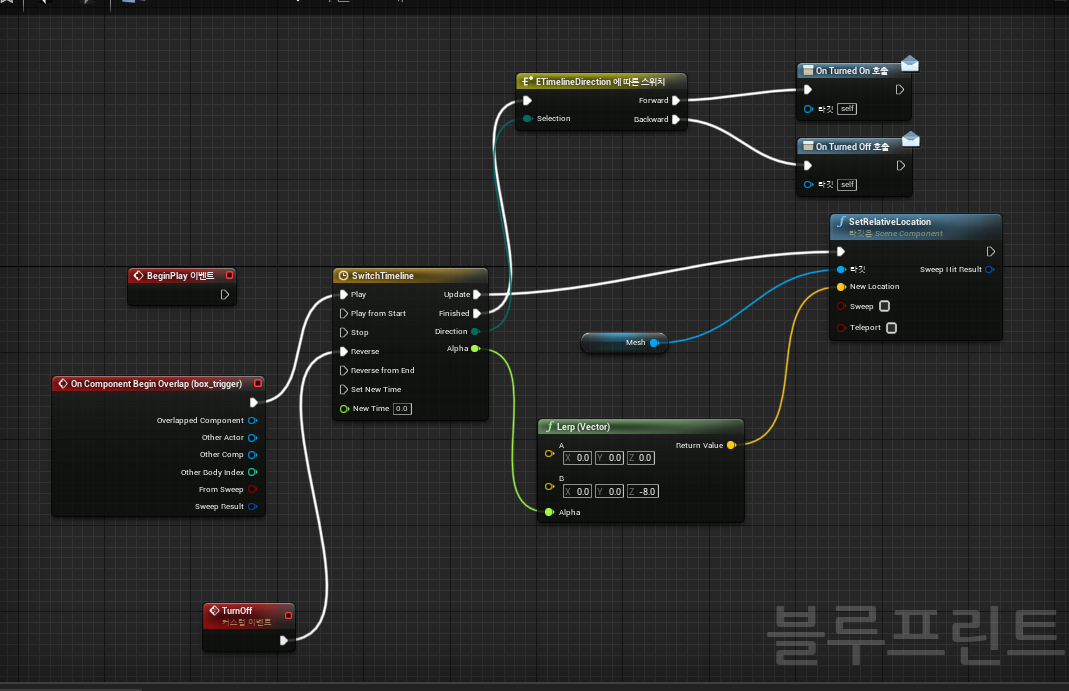 ETimelineDirection 에 따른 스위치
Forward
Selection
Backward
On Turned On 호출
타깃 self
On Turned Off 호출
타깃 self
SetRelativeLocation
타깃은 Scene Component
타깃
Sweep Hit Result
New Location
Sweep
Teleport
BeginPlay 이벤트
SwitchTimeline
Play
Update
Play from Start
Finished
Stop
Direction
Reverse
Alpha
Reverse from End
Set New Time
New Time 0.0
Mesh
On Component Begin Overlap (box_trigger)
Overlapped Component
Other Actor
Other Comp
Other Body Index
From Sweep
Sweep Result
Lerp (Vector)
A
Return Value
X 0.0 Y 0.0 Z 0.0
B
X 0.0 Y 0.0 Z -8.0
Alpha
TurnOff
커스텀 이벤트
블루프린트